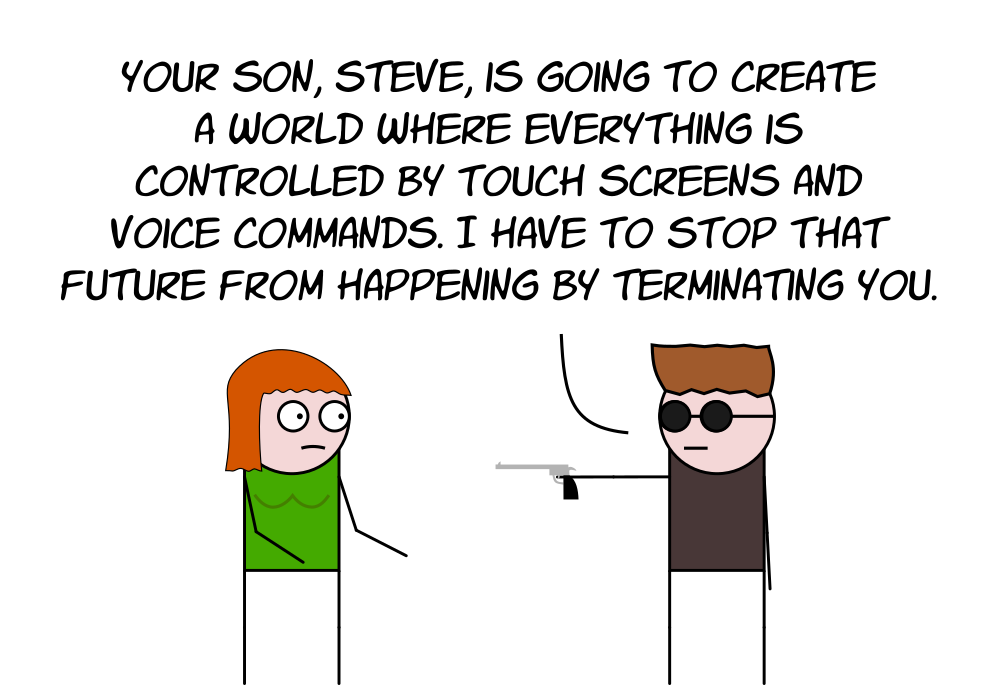 YOUR SON, STEVE, IS GOING TO CREATE
A WORLD WHERE EVERYTHING IS
CONTROLLED BY TOUCH SCREENS AND
VOICE COMMANDS. I HAVE TO STOP THAT
FUTURE FROM HAPPENING BY TERMINATING YOU.